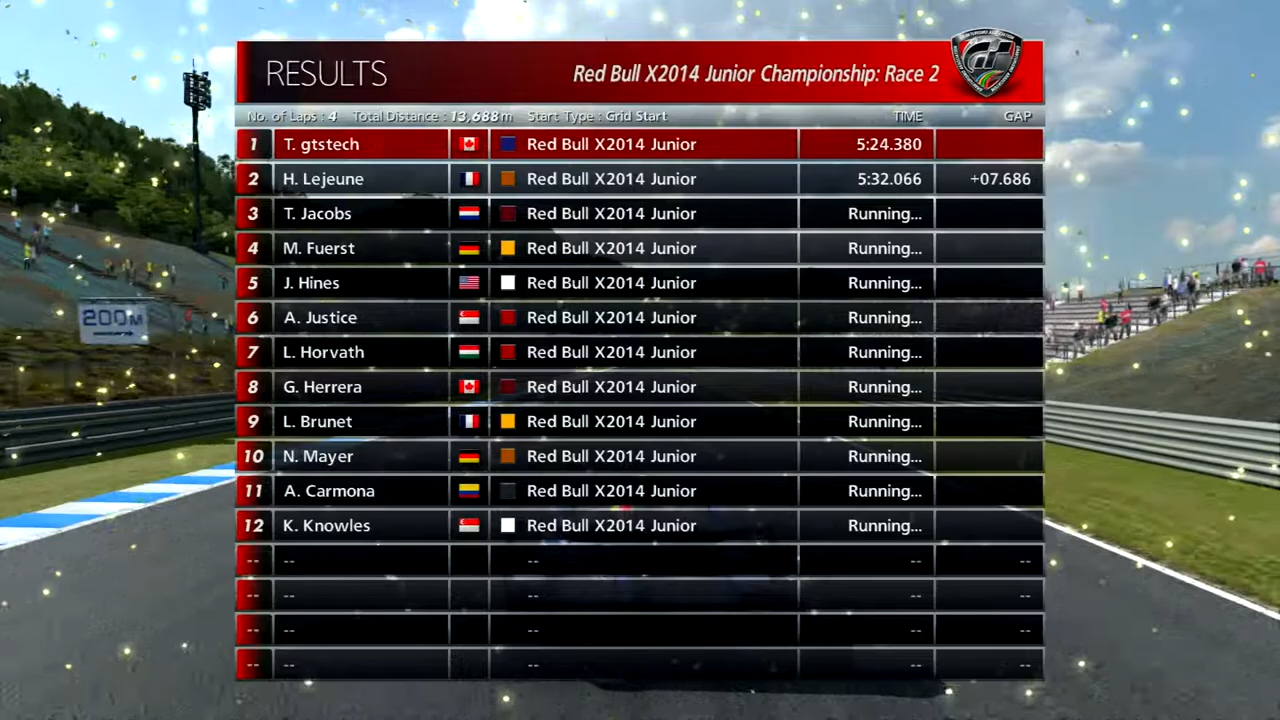 RESULTS Red Bull X2014 Junior Championship: Race 2
No. of Laps : 4 Total Distance : 13,688 m Start Type : Grid Start TIME GAP
1 T. gtstech Red Bull X2014 Junior 5:24.380
2 H. Lejeune Red Bull X2014 Junior 5:32.066 +07.686
3 T. Jacobs Red Bull X2014 Junior Running...
4 M. Fuerst Red Bull X2014 Junior Running...
5 J. Hines Red Bull X2014 Junior Running...
6 A. Justice Red Bull X2014 Junior Running...
7 L. Horvath Red Bull X2014 Junior Running...
8 G. Herrera Red Bull X2014 Junior Running...
9 L. Brunet Red Bull X2014 Junior Running...
10 N. Mayer Red Bull X2014 Junior Running...
11 A. Carmona Red Bull X2014 Junior Running...
12 K. Knowles Red Bull X2014 Junior Running...
-- -- -- -- --
-- -- -- -- --
-- -- -- -- --
-- -- -- -- --
200M